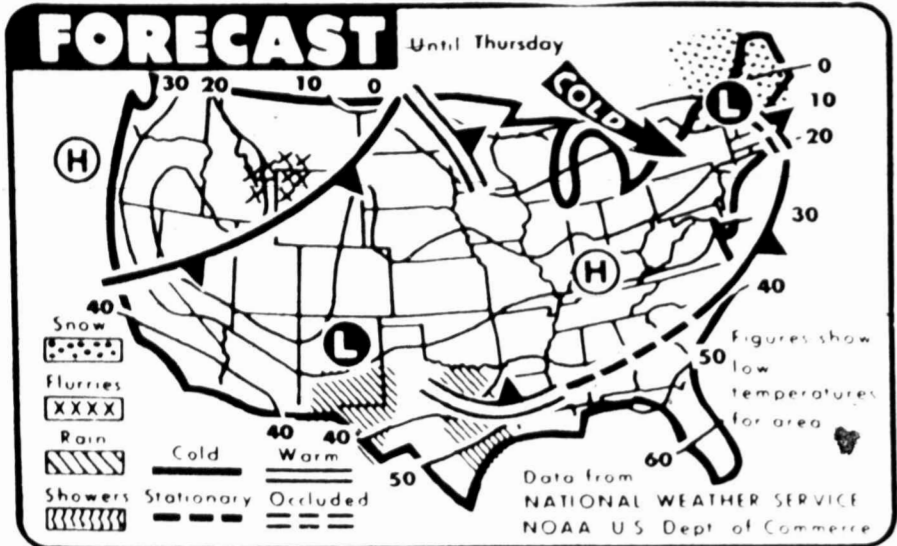 FORECAST
Until Thursday
30 20 10 0
COLD
L
0
10
-20
H
30
H
40
40
L
Snow
Figures show
50
low
Flurries
temperatures
XXXX
for area
Rain
40 40
Cold
Warm
60
50
Data from
Showers
Stationary
Occluded
NATIONAL WEATHER SERVICE
NOAA US Dept of Commerce